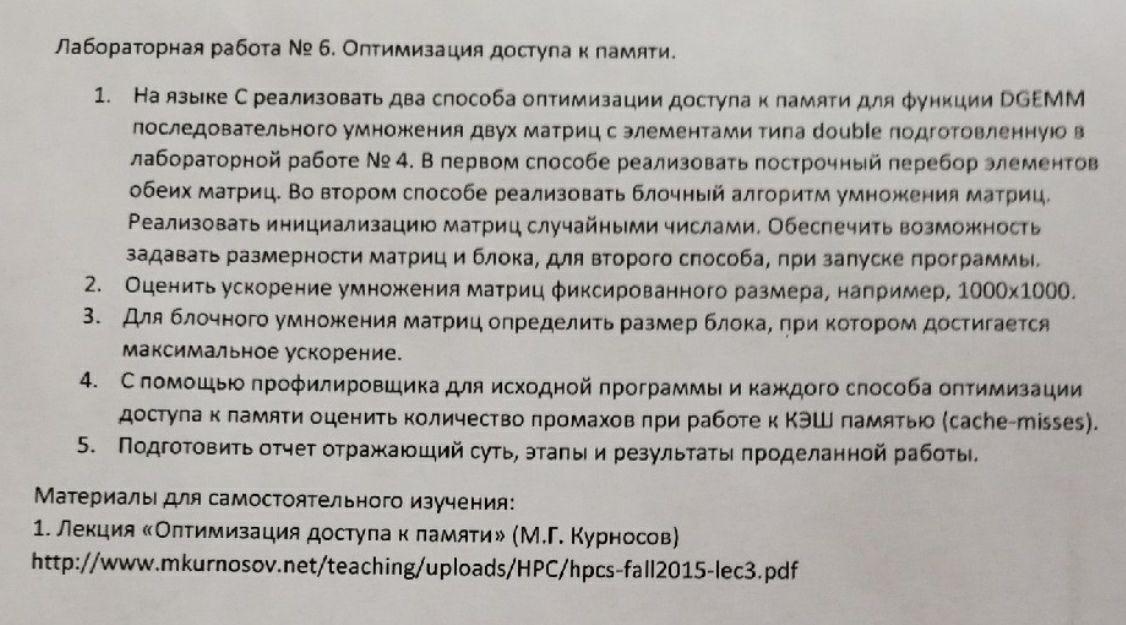 Лабораторная работа № 6. Оптимизация доступа к памяти.
1. На языке С реализовать два способа оптимизации доступа к памяти для функции DGEMM
последовательного умножения двух матриц с элементами типа double подготовленную в
лабораторной работе № 4. В первом способе реализовать построчный перебор элементов
обеих матриц. Во втором способе реализовать блочный алгоритм умножения матриц.
Реализовать инициализацию матриц случайными числами. Обеспечить возможность
задавать размерности матриц и блока, для второго способа, при запуске программы.
2. Оценить ускорение умножения матриц фиксированного размера, например, 1000х1000.
3. Для блочного умножения матриц определить размер блока, при котором достигается
максимальное ускорение.
4. С помощью профилировщика для исходной программы и каждого способа оптимизации
доступа к памяти оценить количество промахов при работе к КЭШ памятью (cache-misses).
5. Подготовить отчет отражающий суть, этапы и результаты проделанной работы.
Материалы для самостоятельного изучения:
1. Лекция «Оптимизация доступа к памяти» (М.Г. Курносов)
http://www.mkurnosov.net/teaching/uploads/HPC/hpcs-fall2015-lec3.pdf